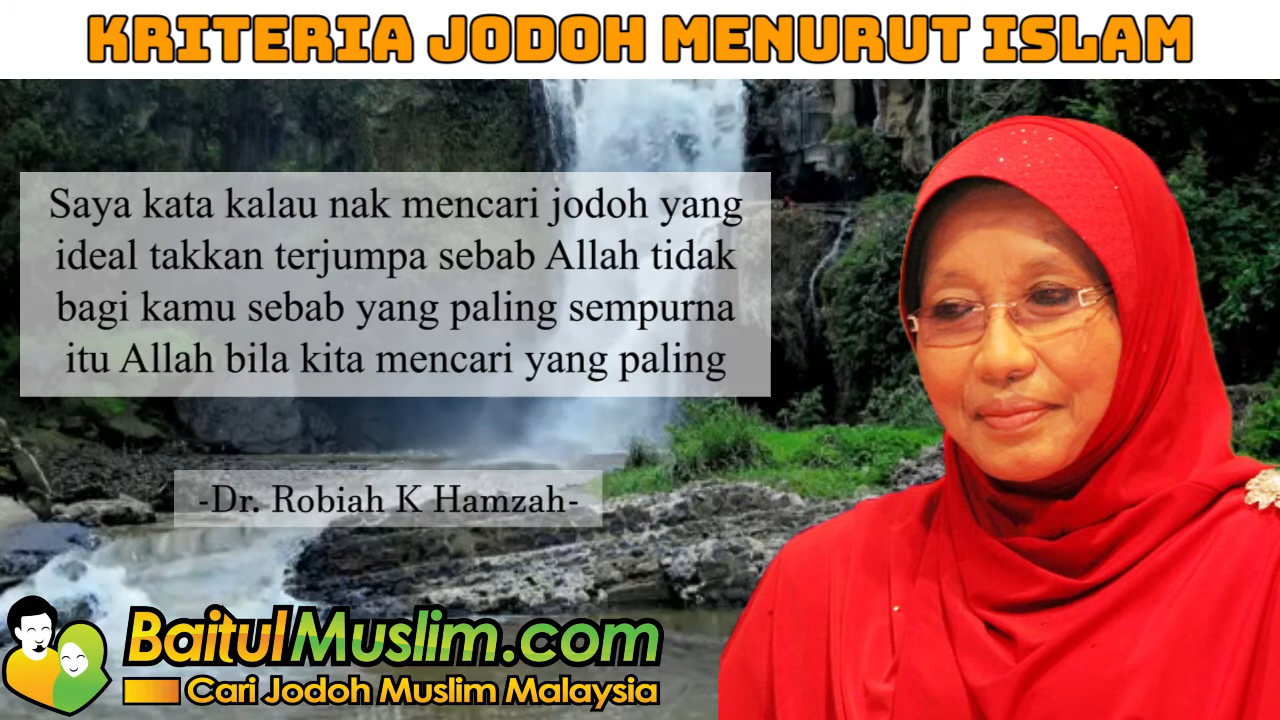 KRITERIA JODOH MENURUT ISLAM
Saya kata kalau nak mencari jodoh yang
ideal takkan terjumpa sebab Allah tidak
bagi kamu sebab yang paling sempurna
itu Allah bila kita mencari yang paling
-Dr. Robiah K Hamzah-
BaitulMuslim.com
Cari Jodoh Muslim Malaysia